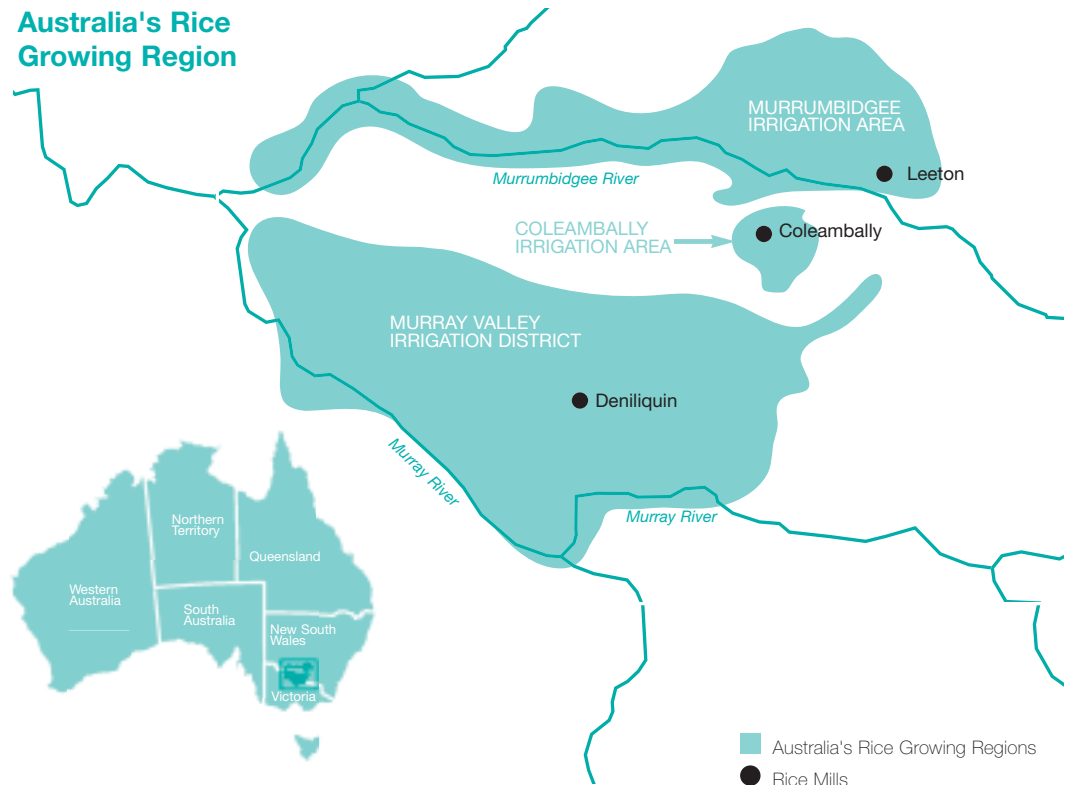 Australia's Rice
Growing Region
MURRUMBIDGEE
IRRIGATION AREA
Leeton
Murrumbidgee River
COLEAMBALLY
IRRIGATION AREA
Coleambally
MURRAY VALLEY
IRRIGATION DISTRICT
Deniliquin
Murray River
Murray River
Northern
Territory
Queensland
Western
Australia
South
Australia
New South
Wales
Victoria
Australia's Rice Growing Regions
Rice Mills